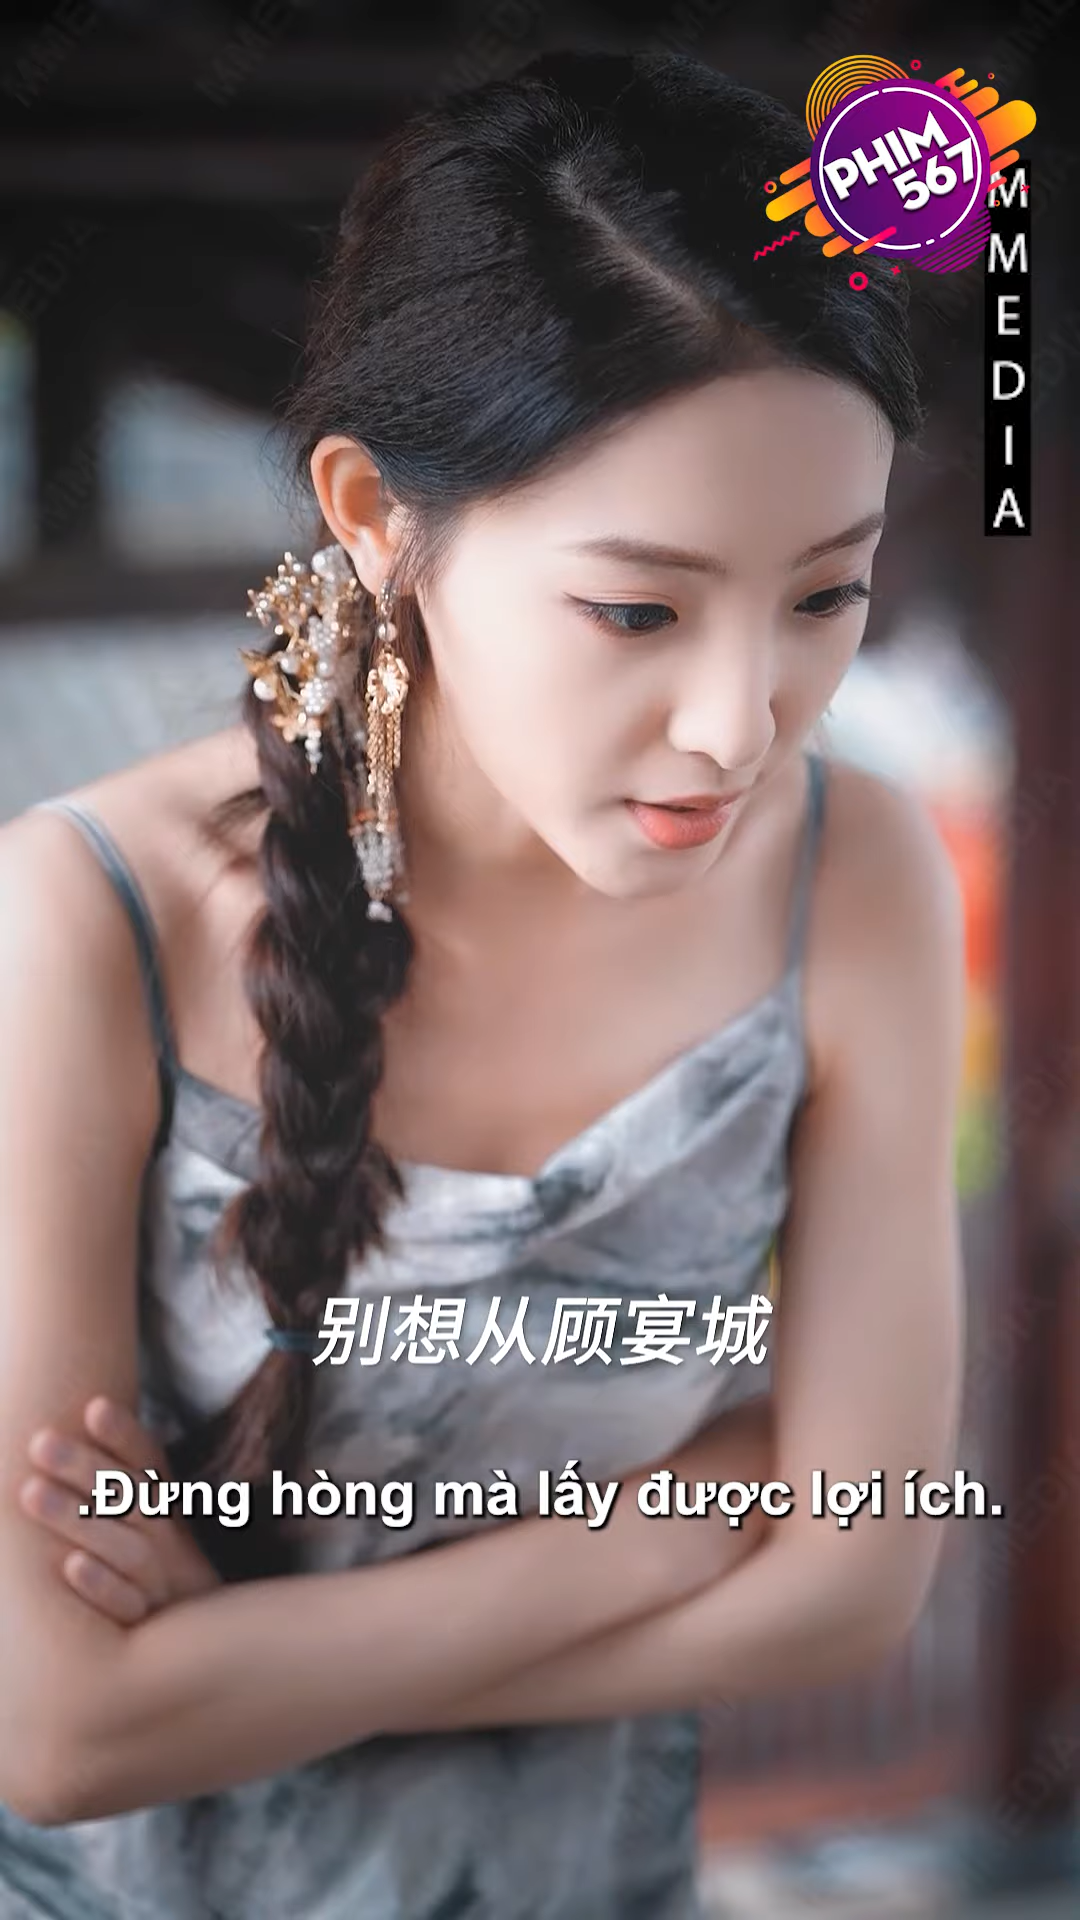 PHIM
567
MMEDIA
别想从顾宴城
.Đừng hòng mà lấy được lợi ích.